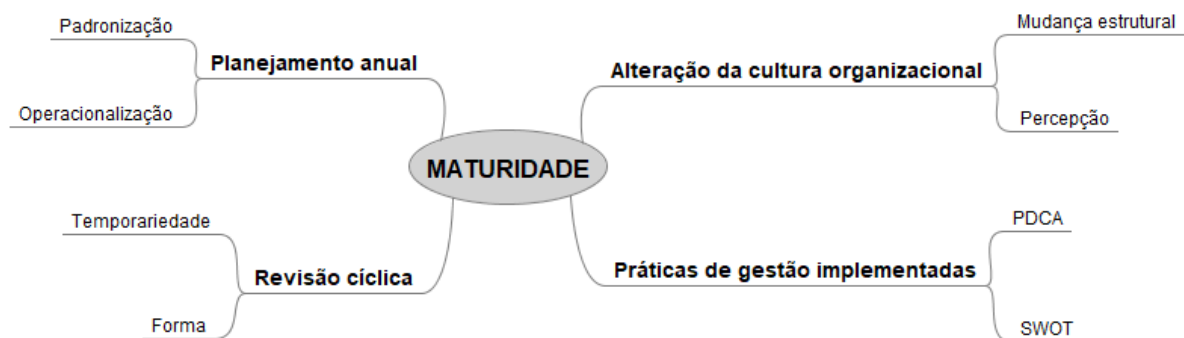 Padronização
Planejamento anual
Operacionalização
Mudança estrutural
Alteração da cultura organizacional
Percepção
MATURIDADE
Temporariedade
Revisão cíclica
Forma
PDCA
Práticas de gestão implementadas
SWOT